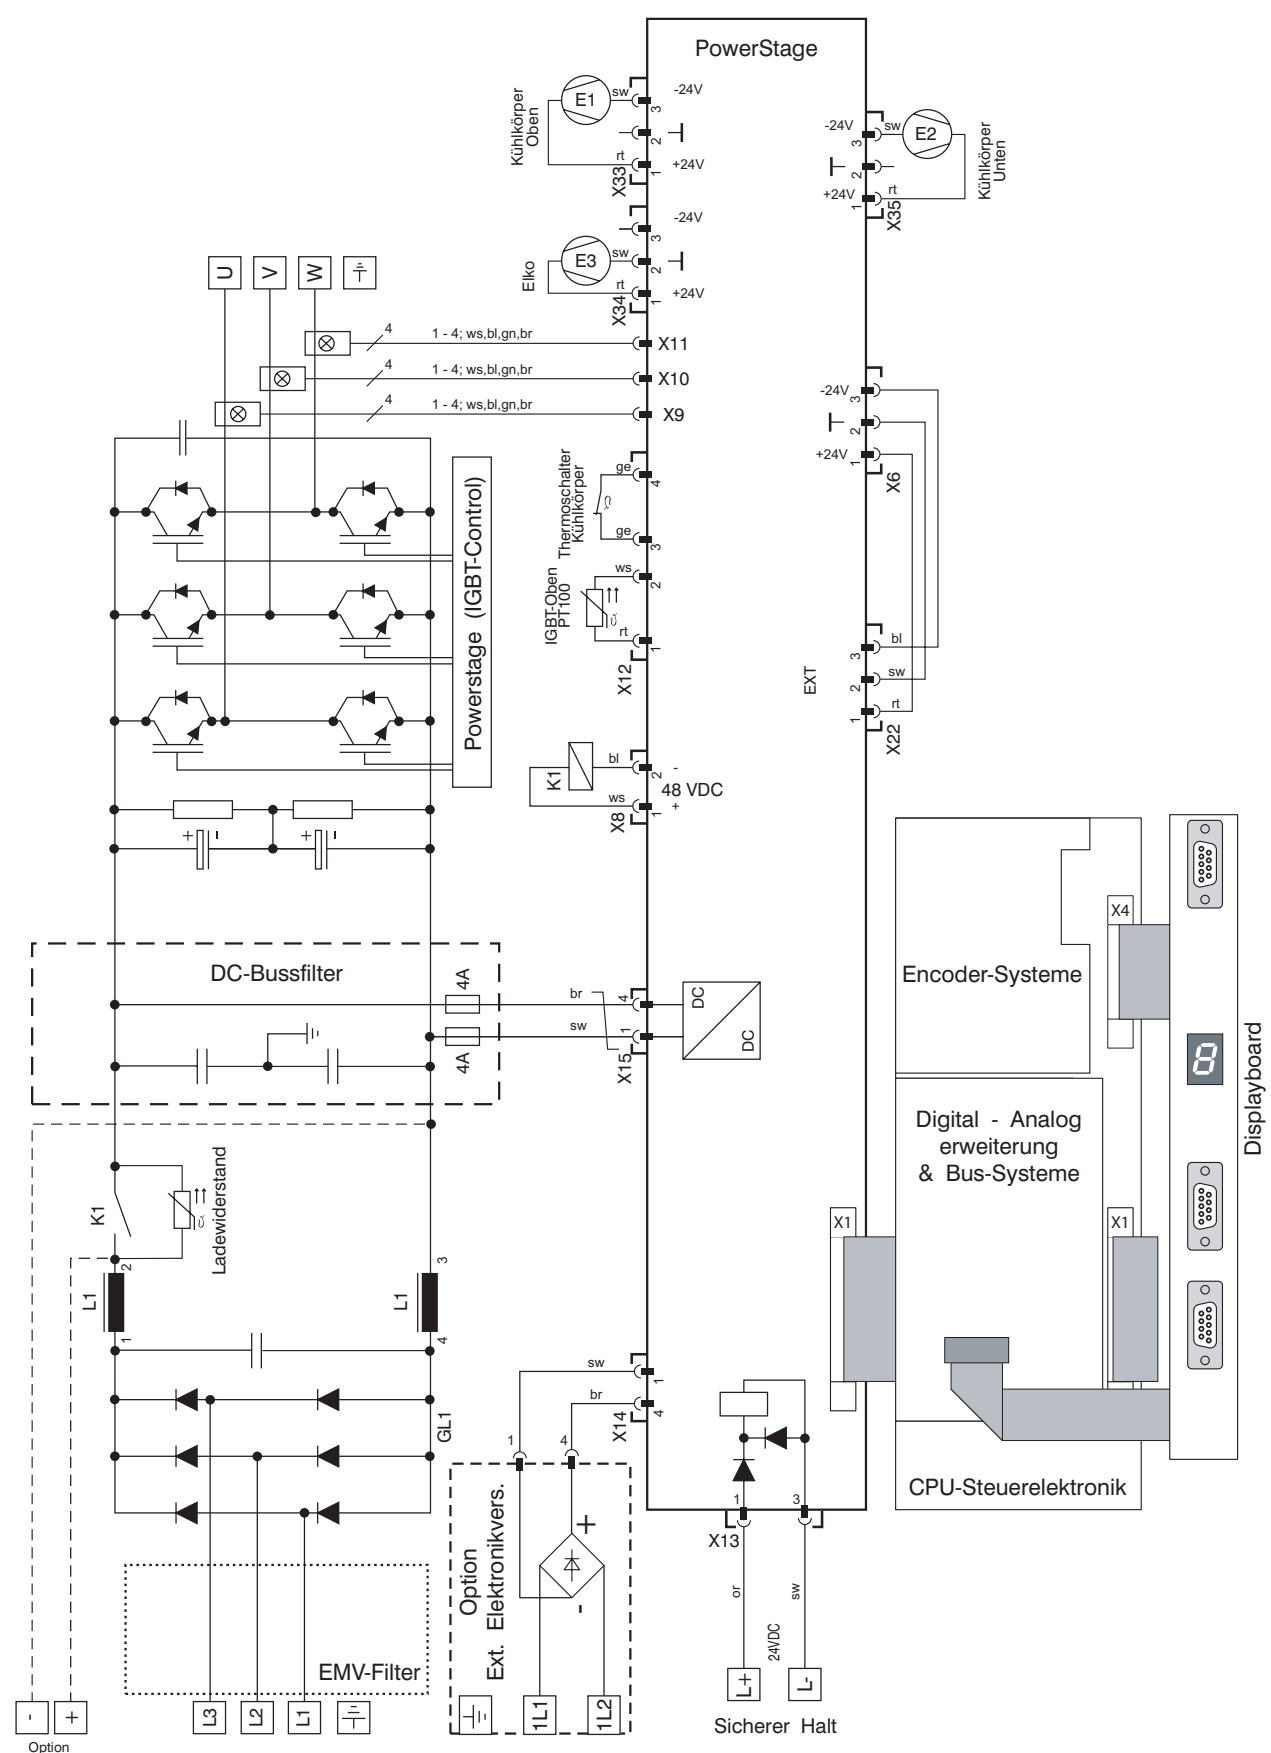 PowerStage
Kühlkörper
Oben
E1
sw
-24V
3
2
rt
+24V
1
X33
-24V
sw
E2
3
2
Kühlkörper
Unten
+24V
rt
1
X35
-24V
3
Elko
E3
sw
2
rt
+24V
1
X34
U
V
W
4
1 - 4; ws,bl,gn,br
X11
4
1 - 4; ws,bl,gn,br
X10
4
1 - 4; ws,bl,gn,br
X9
-24V
3
2
+24V
1
X6
Powerstage (IGBT-Control)
Thermoschalter
Kühlkörper
ge
4
ge
3
IGBT-Oben
PT100
ws
2
rt
1
X12
EXT
bl
3
sw
2
rt
1
X22
K1
bl
2
-
48 VDC
ws
1
+
X8
+
-
+
-
DC-Bussfilter
4A
4A
br
4
sw
1
X15
DC
DC
Encoder-Systeme
X4
8
Displayboard
Digital - Analog
erweiterung
& Bus-Systeme
X1
X1
CPU-Steuerelektronik
K1
Ladewiderstand
2
3
L1
L1
1
4
GL1
sw
1
br
4
X14
1
4
Option
Ext. Elektronikvers.
+
-
1L1
1L2
1
3
X13
or
sw
24VDC
L+
L-
Sicherer Halt
EMV-Filter
-
+
Option
L3
L2
L1